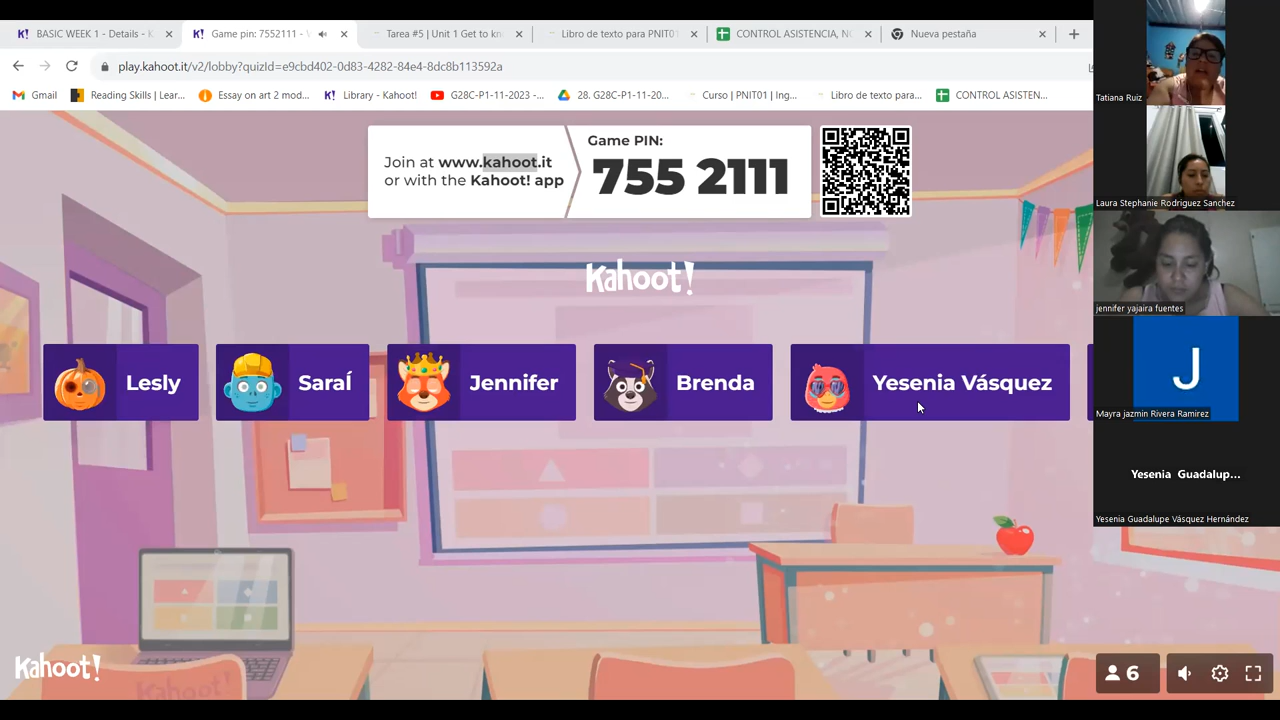 BASIC WEEK 1 - Details - K
Game pin: 7552111 -
Tarea #5 | Unit 1 Get to kn
Libro de texto para PNIT01
CONTROL ASISTENCIA, NO
Nueva pestaña
play.kahoot.it/v2/lobby?quizId=
Gmail
Reading Skills | Lear...
Essay on art 2 mod...
Library - Kahoot!
G28C-P1-11-2023 -...
28. G28C-P1-11-20...
Curso | PNIT01 | Ing...
Libro de texto para...
CONTROL ASISTEN...
Join at www.kahoot.it
or with the Kahoot! app
Game PIN:
755 2111
Kahoot!
Lesly
SaraÍ
Jennifer
Brenda
Yesenia Vásquez
Kahoot!
Kahoot!
6
Tatiana Ruiz
Laura Stephanie Rodriguez Sanchez
jennifer yajaira fuentes
J
Mayra jazmin Rivera Ramirez
Yesenia Guadalup...
Yesenia Guadalupe Vásquez Hernández